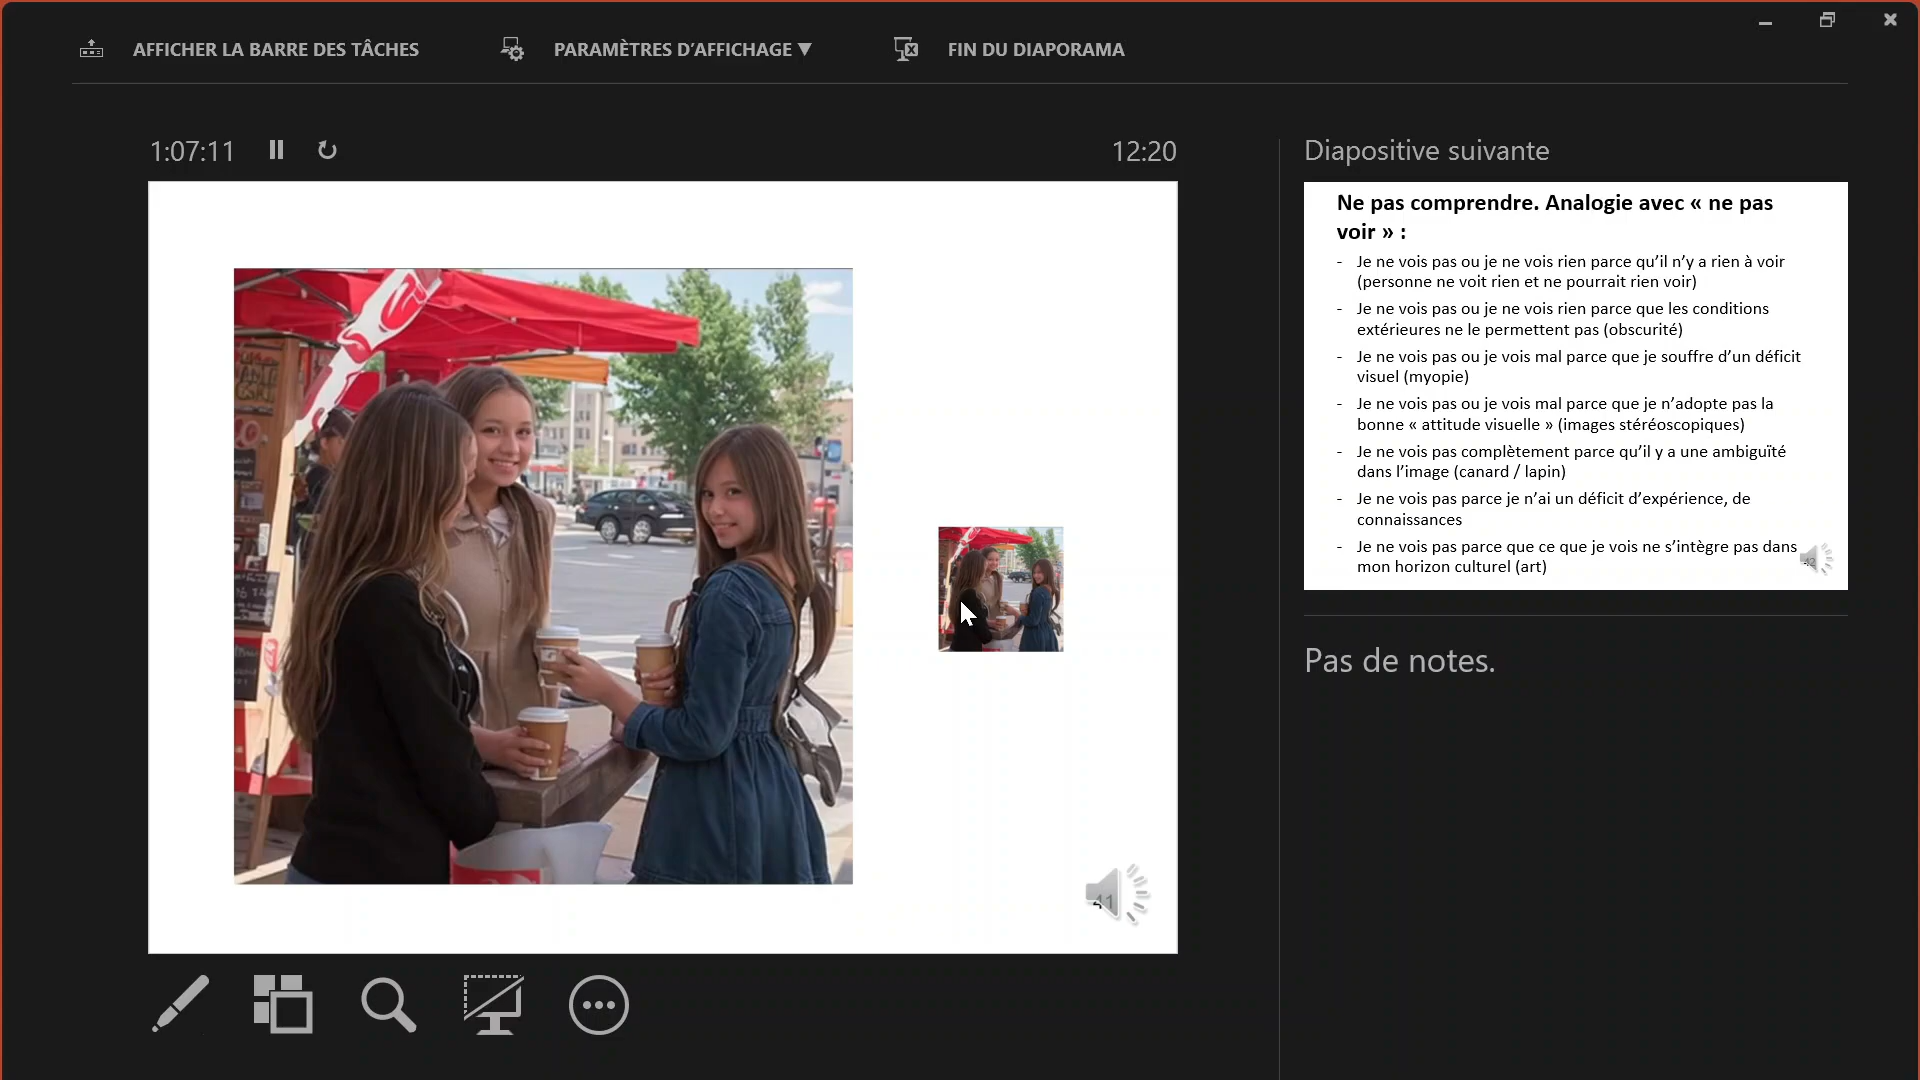 AFFICHER LA BARRE DES TÂCHES
PARAMÈTRES D'AFFICHAGE ▼
FIN DU DIAPORAMA
1:07:11
12:20
41
Diapositive suivante
Ne pas comprendre. Analogie avec « ne pas
voir » :
- Je ne vois pas ou je ne vois rien parce qu'il n'y a rien à voir
(personne ne voit rien et ne pourrait rien voir)
- Je ne vois pas ou je ne vois rien parce que les conditions
extérieures ne le permettent pas (obscurité)
- Je ne vois pas ou je vois mal parce que je souffre d'un déficit
visuel (myopie)
- Je ne vois pas ou je vois mal parce que je n'adopte pas la
bonne « attitude visuelle » (images stéréoscopiques)
- Je ne vois pas complètement parce qu'il y a une ambiguïté
dans l'image (canard / lapin)
- Je ne vois pas parce je n'ai un déficit d'expérience, de
connaissances
- Je ne vois pas parce que ce que je vois ne s'intègre pas dans
mon horizon culturel (art)
42
Pas de notes.